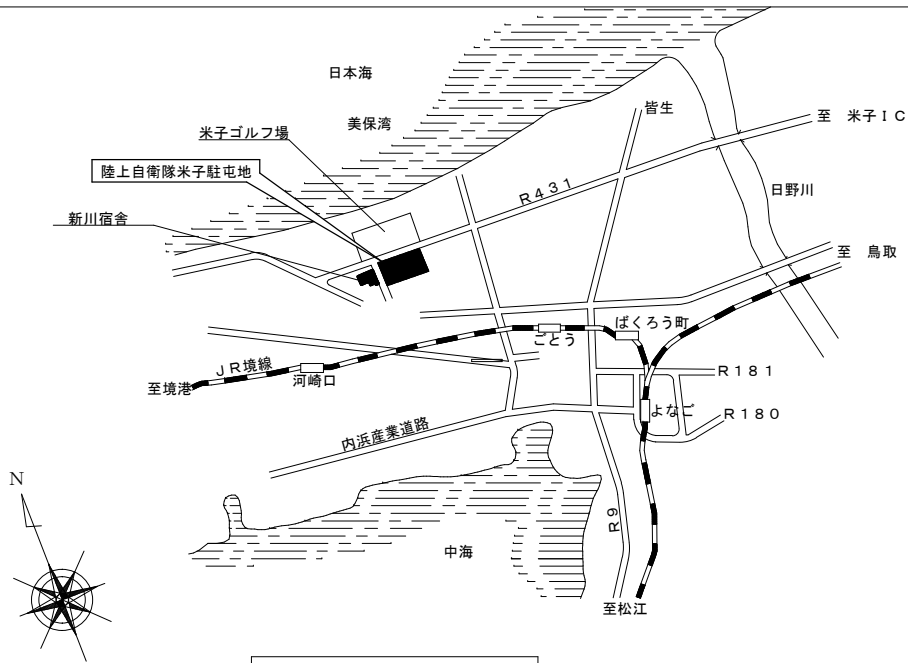 日本海
美保湾
皆生
至 米子IC
米子ゴルフ場
陸上自衛隊米子駐屯地
R431
日野川
新川宿舎
至 鳥取
ごとう
ばくろう町
JR境線
河崎口
至境港
R181
よなご
R180
内浜産業道路
N
R9
中海
至松江